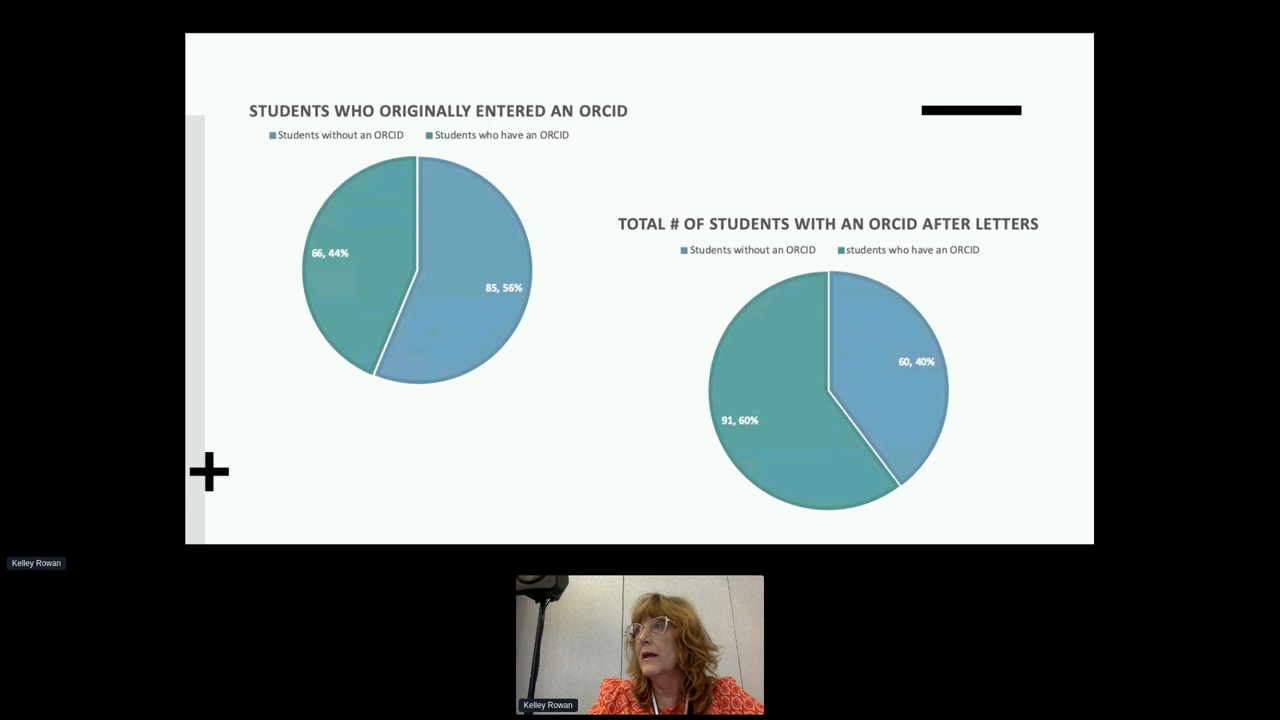 STUDENTS WHO ORIGINALLY ENTERED AN ORCID
Students without an ORCID Students who have an ORCID
66, 44%
85, 56%
TOTAL # OF STUDENTS WITH AN ORCID AFTER LETTERS
Students without an ORCID students who have an ORCID
60, 40%
91, 60%
Kelley Rowan
Kelley Rowan